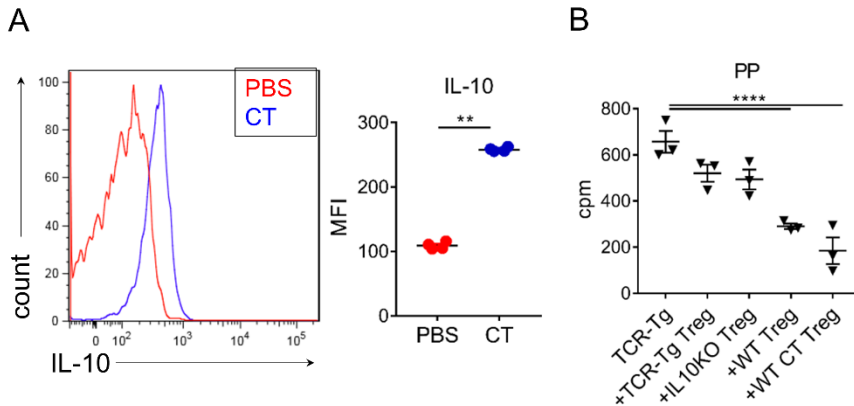 A
B
PBS
CT
count
100
80
60
40
20
0
0
10²
10³
10⁴
10⁵
IL-10
IL-10
**
MFI
300
200
100
0
PBS
CT
PP
****
cpm
800
600
400
200
0
TCR-Tg
+TCR-Tg Treg
+IL10KO Treg
+WT Treg
+WT CT Treg